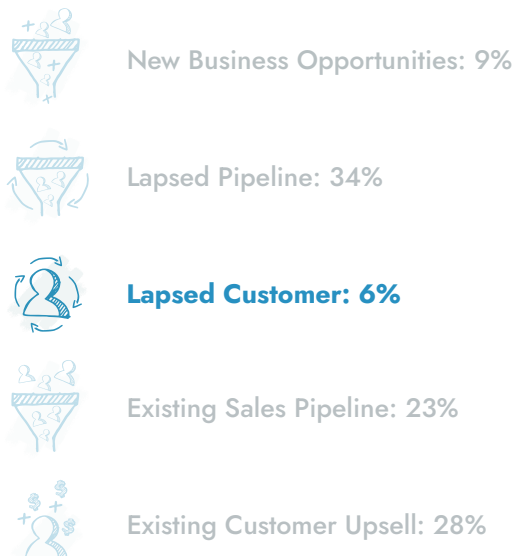 New Business Opportunities: 9%
Lapsed Pipeline: 34%
Lapsed Customer: 6%
Existing Sales Pipeline: 23%
Existing Customer Upsell: 28%